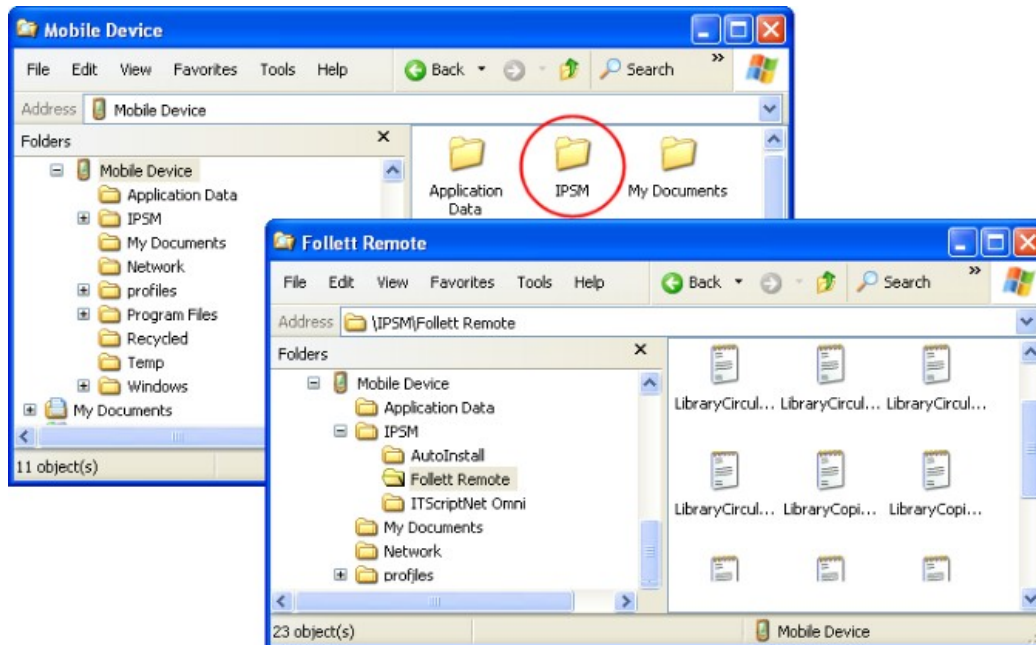 Mobile Device
File Edit View Favorites Tools Help Back Search »
Address Mobile Device
Folders
Mobile Device
Application Data
IPSM
My Documents
Network
profiles
Program Files
Recycled
Temp
Windows
My Documents
11 object(s)
Application
Data
IPSM
My Documents
Follett Remote
File Edit View Favorites Tools Help Back Search »
Address \IPSM\Follett Remote
Folders
Mobile Device
Application Data
IPSM
AutoInstall
Follett Remote
ITScriptNet Omni
My Documents
Network
profiles
LibraryCircul... LibraryCircul... LibraryCircul...
LibraryCircul... LibraryCopi... LibraryCopi...
23 object(s) Mobile Device